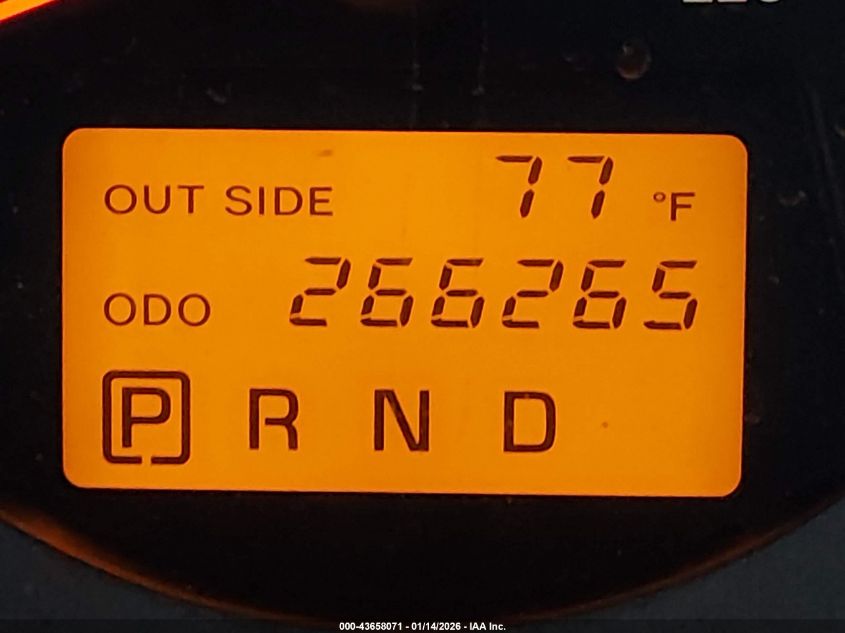 OUT SIDE 77 °F
ODO 266265
P R N D
000-43658071 - 01/14/2026 - IAA Inc.